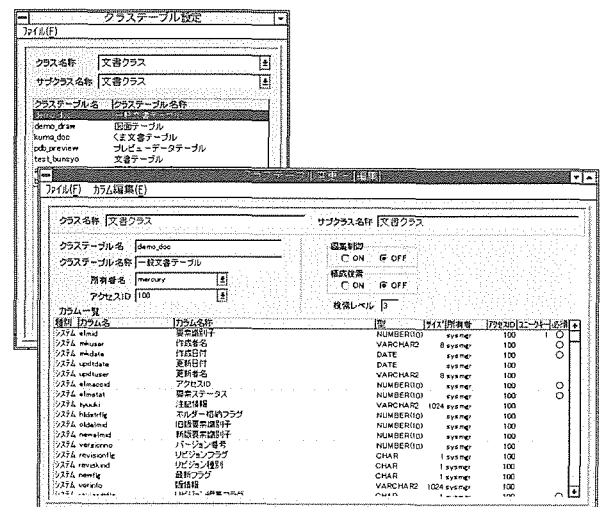 クラステーブル設定
ファイル(F)
クラス名称 文書クラス
サブクラス名称 文書クラス
クラステーブル名 クラステーブル名称
demo_doc 一般文書テーブル
demo_draw 図面テーブル
kuma_doc くま文書テーブル
pdb_preview プレビューデータテーブル
test_bunsyo 文書テーブル
ファイル(F) カラム編集(E)
クラス名称 文書クラス サブクラス名称 文書クラス
クラステーブル名 demo_doc
クラステーブル名称 一般文書テーブル
所有者名 mercury
アクセスID 100
ON OFF
構成検索
ON OFF
検張レベル 3
カラム一覧
種別 カラム名 カラム名称 型 サイズ 所有者 アクセスID ユニークキー 必須
システム elmid 要素識別子 NUMBER(10) sysmgr 100 1 ○
システム mkuser 作成者名 VARCHAR2 8 sysmgr 100 ○
システム mkdate 作成日付 DATE sysmgr 100 ○
システム updtdate 更新日付 DATE sysmgr 100
システム updtuser 更新者名 VARCHAR2 8 sysmgr 100
システム elmacsid アクセスID NUMBER(10) sysmgr 100 ○
システム elmstat 要素ステータス NUMBER(10) sysmgr 100 ○
システム tyuuki 注記情報 VARCHAR2 1024 sysmgr 100
システム hldstrflg ホルダー格納フラグ NUMBER(10) sysmgr 100
システム oldelmid 旧版要素識別子 NUMBER(10) sysmgr 100
システム newelmid 新版要素識別子 NUMBER(10) sysmgr 100
システム versionno バージョン番号 NUMBER(10) sysmgr 100
システム revisionflg リビジョンフラグ CHAR 1 sysmgr 100
システム reviskind リビジョン種別 CHAR 1 sysmgr 100
システム newflg 最新フラグ CHAR 1 sysmgr 100
システム verinfo 版情報 VARCHAR2 1024 sysmgr 100